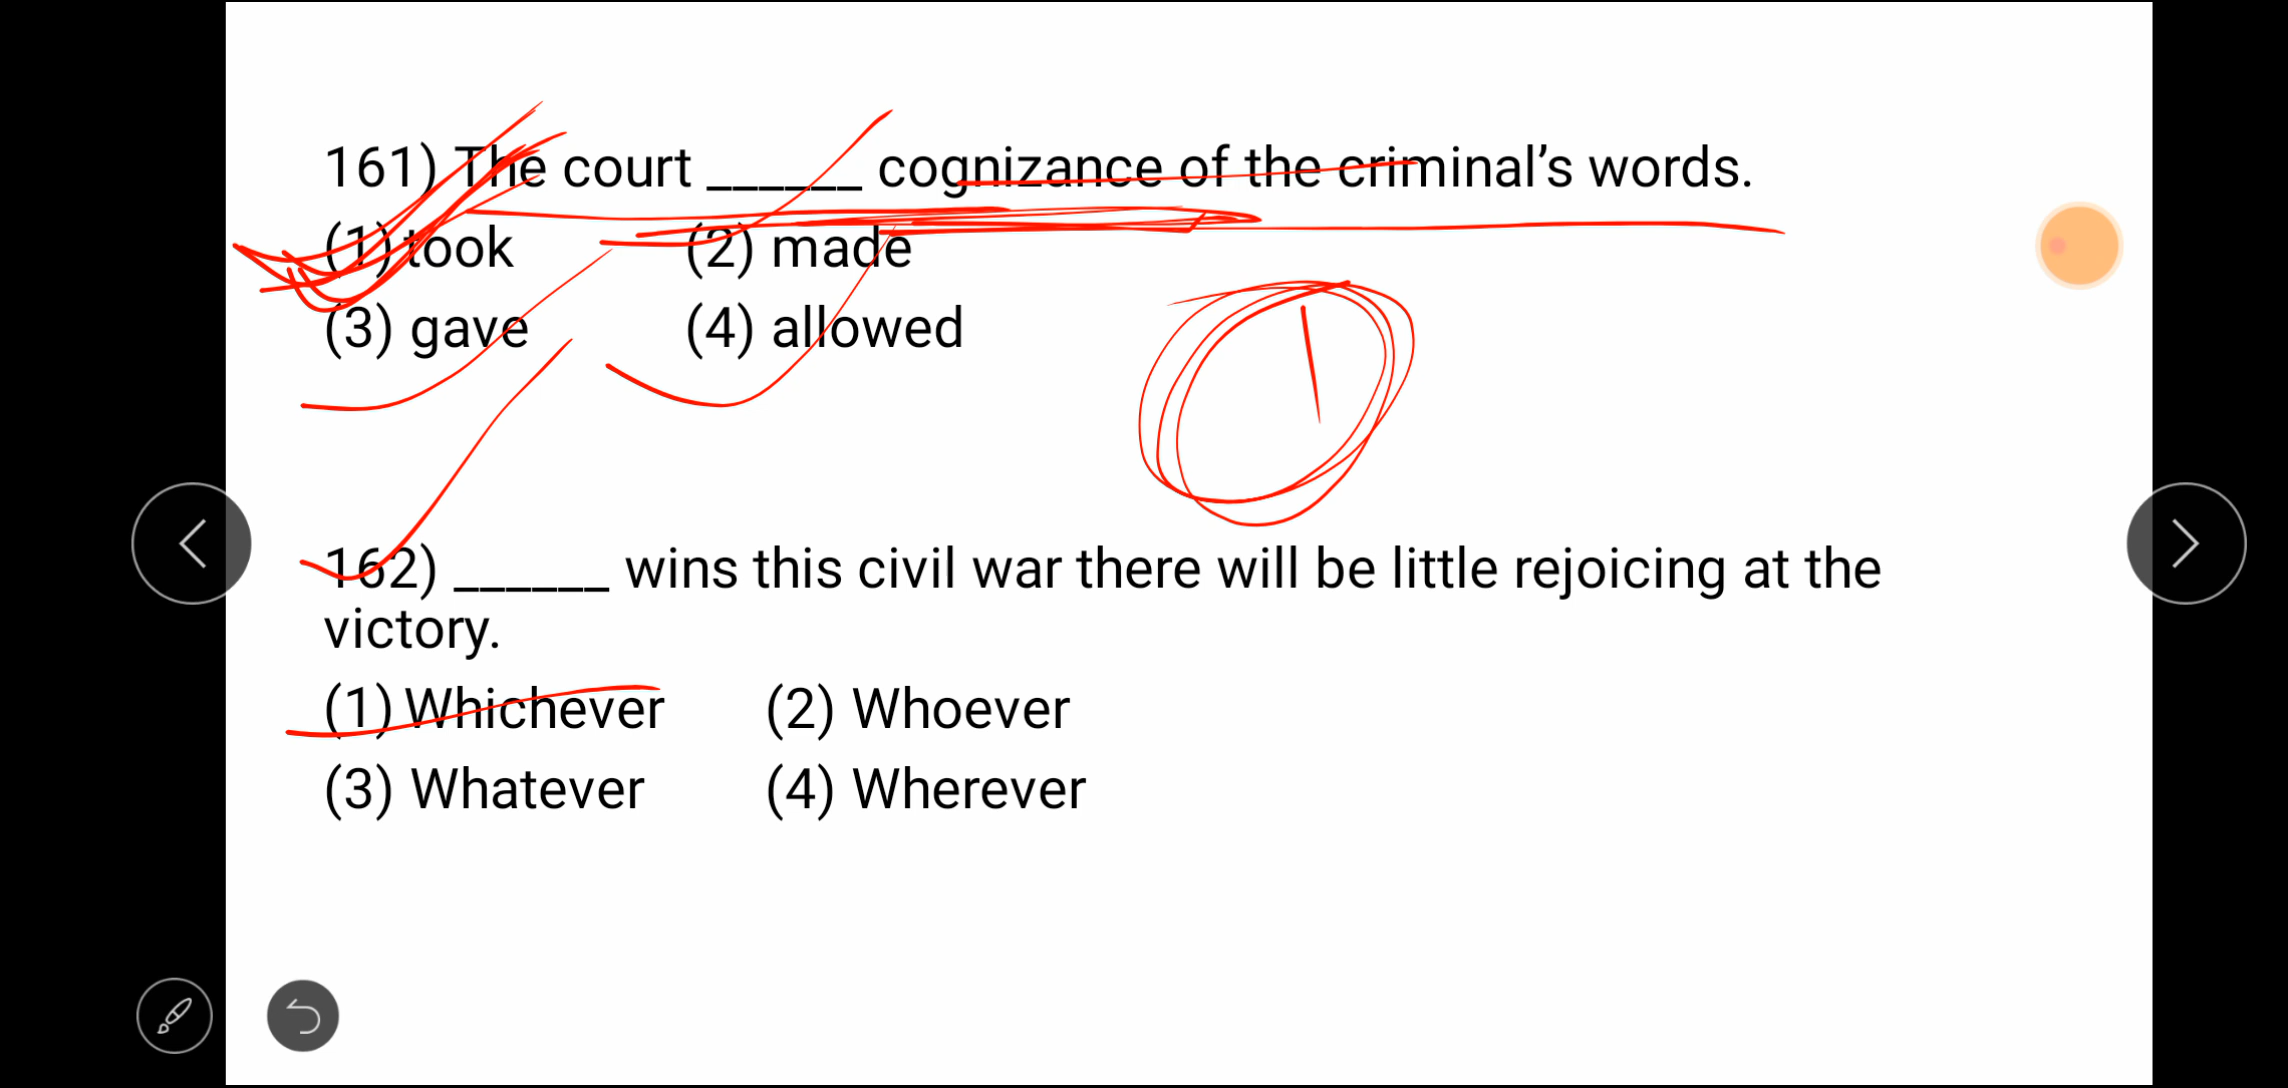 161) The court ______ cognizance of the criminal’s words.
(1) took (2) made
(3) gave (4) allowed
1
162) ______ wins this civil war there will be little rejoicing at the
victory.
(1) Whichever (2) Whoever
(3) Whatever (4) Wherever